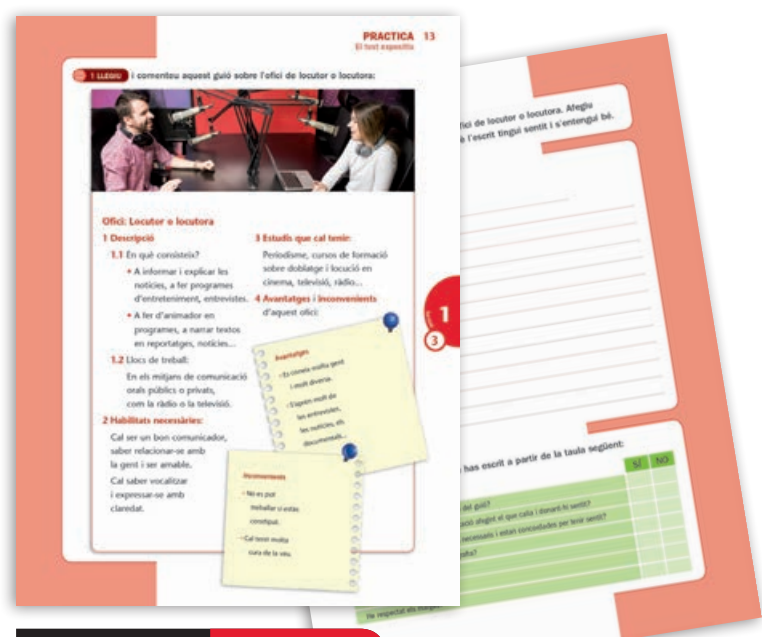 PRACTICA 13
El text expositiu
1 LLEGIU i comenteu aquest guió sobre l'ofici de locutor o locutora:
Ofici: Locutor o locutora
1 Descripció
1.1 En què consisteix?
• A informar i explicar les
notícies, a fer programes
d'entreteniment, entrevistes.
• A fer d'animador en
programes, a narrar textos
en reportatges, notícies...
1.2 Llocs de treball:
En els mitjans de comunicació
orals públics o privats,
com la ràdio o la televisió.
2 Habilitats necessàries:
Cal ser un bon comunicador,
saber relacionar-se amb
la gent i ser amable.
Cal saber vocalitzar
i expressar-se amb
claredat.
3 Estudis que cal tenir:
Periodisme, cursos de formació
sobre doblatge i locució en
cinema, televisió, ràdio...
4 Avantatges i inconvenients
d'aquest ofici:
Avantatges
- Es coneix molta gent
i molt diversa.
- S'aprèn molt de
les entrevistes,
les notícies, els
documentals...
Inconvenients
- No es pot
treballar si estàs
constipat.
- Cal tenir molta
cura de la veu.
1
3
ofici de locutor o locutora. Afegiu
l'escrit tingui sentit i s'entengui bé.
has escrit a partir de la taula següent:
SÍ NO
del guió?
afegint el que calia i donant-hi sentit?
necessaris i estan connectades per tenir sentit?
He respectat els marges